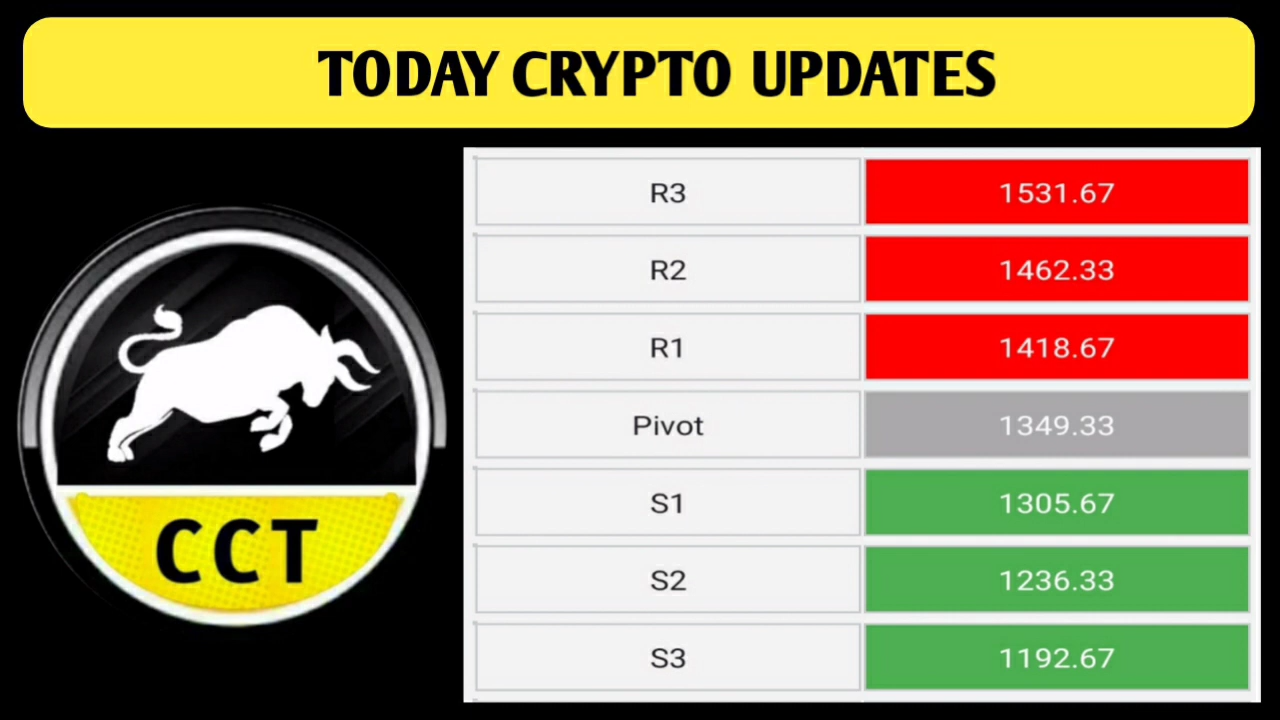 TODAY CRYPTO UPDATES
R3 1531.67
R2 1462.33
R1 1418.67
Pivot 1349.33
S1 1305.67
S2 1236.33
S3 1192.67
CCT